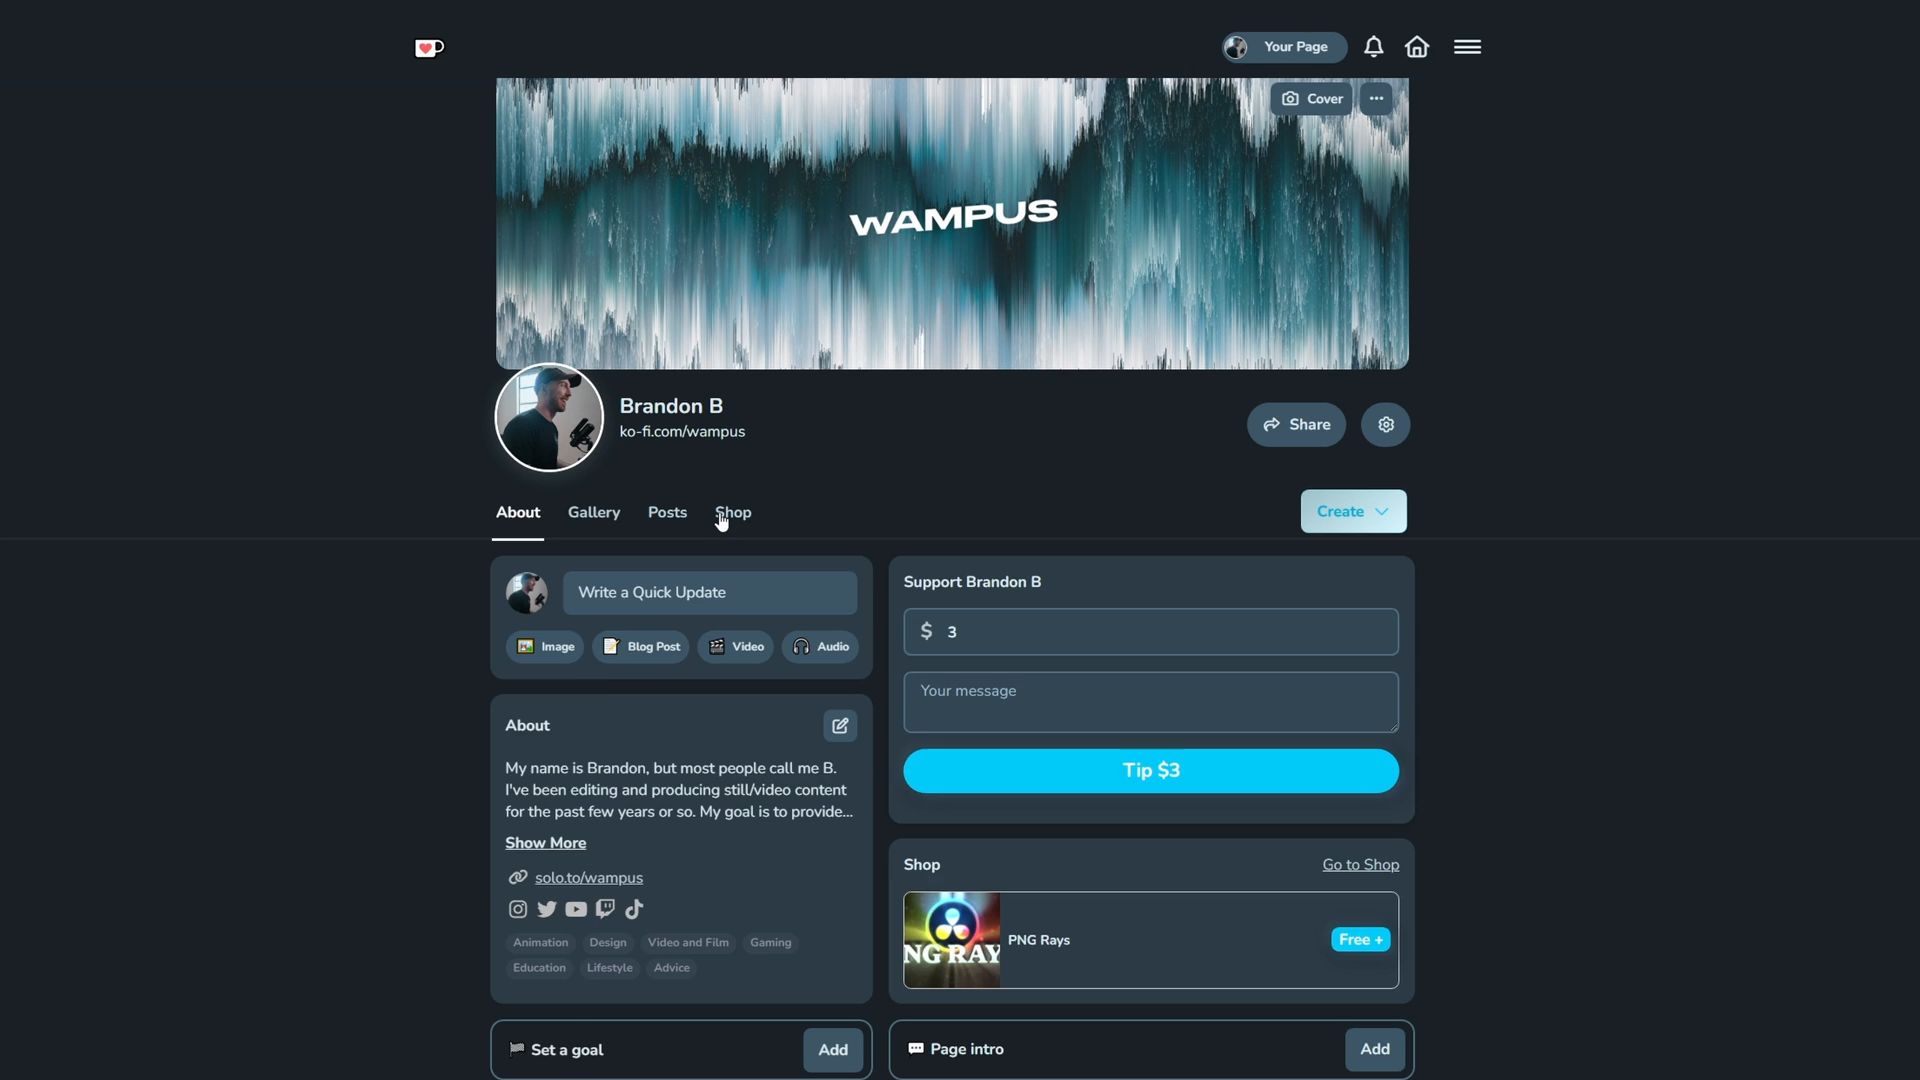 Your Page
Cover
WAMPUS
Brandon B
ko-fi.com/wampus
Share
About
Gallery
Posts
Shop
Create
Write a Quick Update
Image
Blog Post
Video
Audio
About
My name is Brandon, but most people call me B.
I've been editing and producing still/video content
for the past few years or so. My goal is to provide...
Show More
solo.to/wampus
Animation
Design
Video and Film
Gaming
Education
Lifestyle
Advice
Set a goal
Add
Support Brandon B
$ 3
Your message
Tip $3
Shop
Go to Shop
NG RAY
PNG Rays
Free +
Page intro
Add